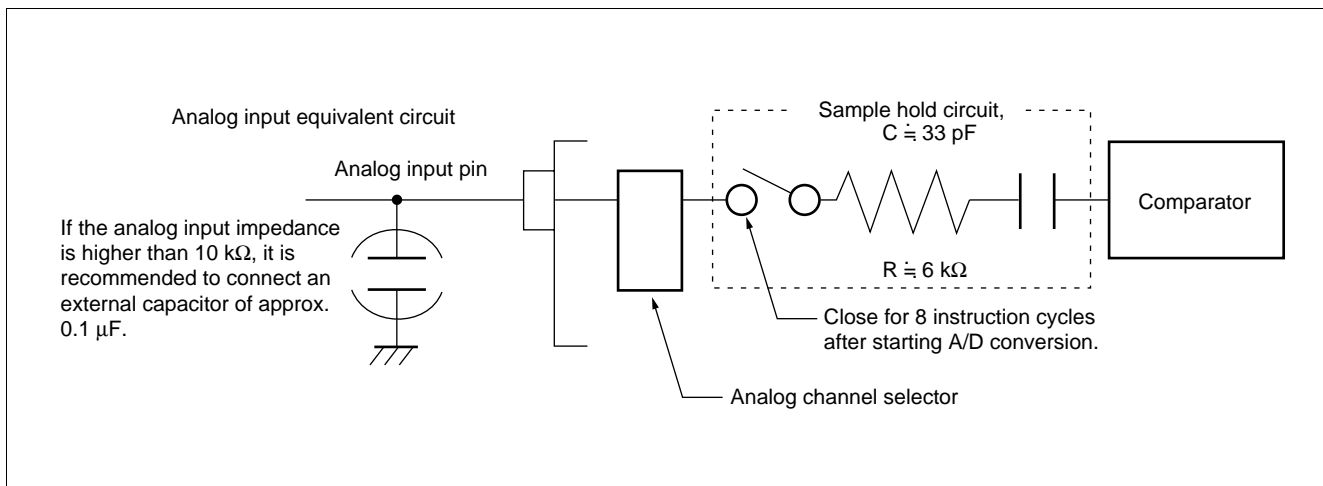 Analog input equivalent circuit
Analog input pin
If the analog input impedance
is higher than 10 kΩ, it is
recommended to connect an
external capacitor of approx.
0.1 µF.
Sample hold circuit,
C ≒ 33 pF
R ≒ 6 kΩ
Close for 8 instruction cycles
after starting A/D conversion.
Analog channel selector
Comparator